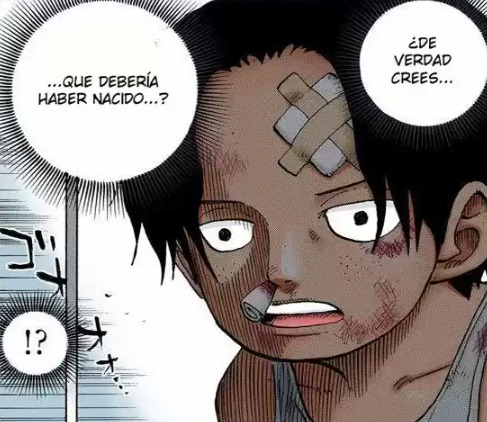 ¿DE
VERDAD
CREES...
...QUE DEBERÍA
HABER NACIDO...?
!?